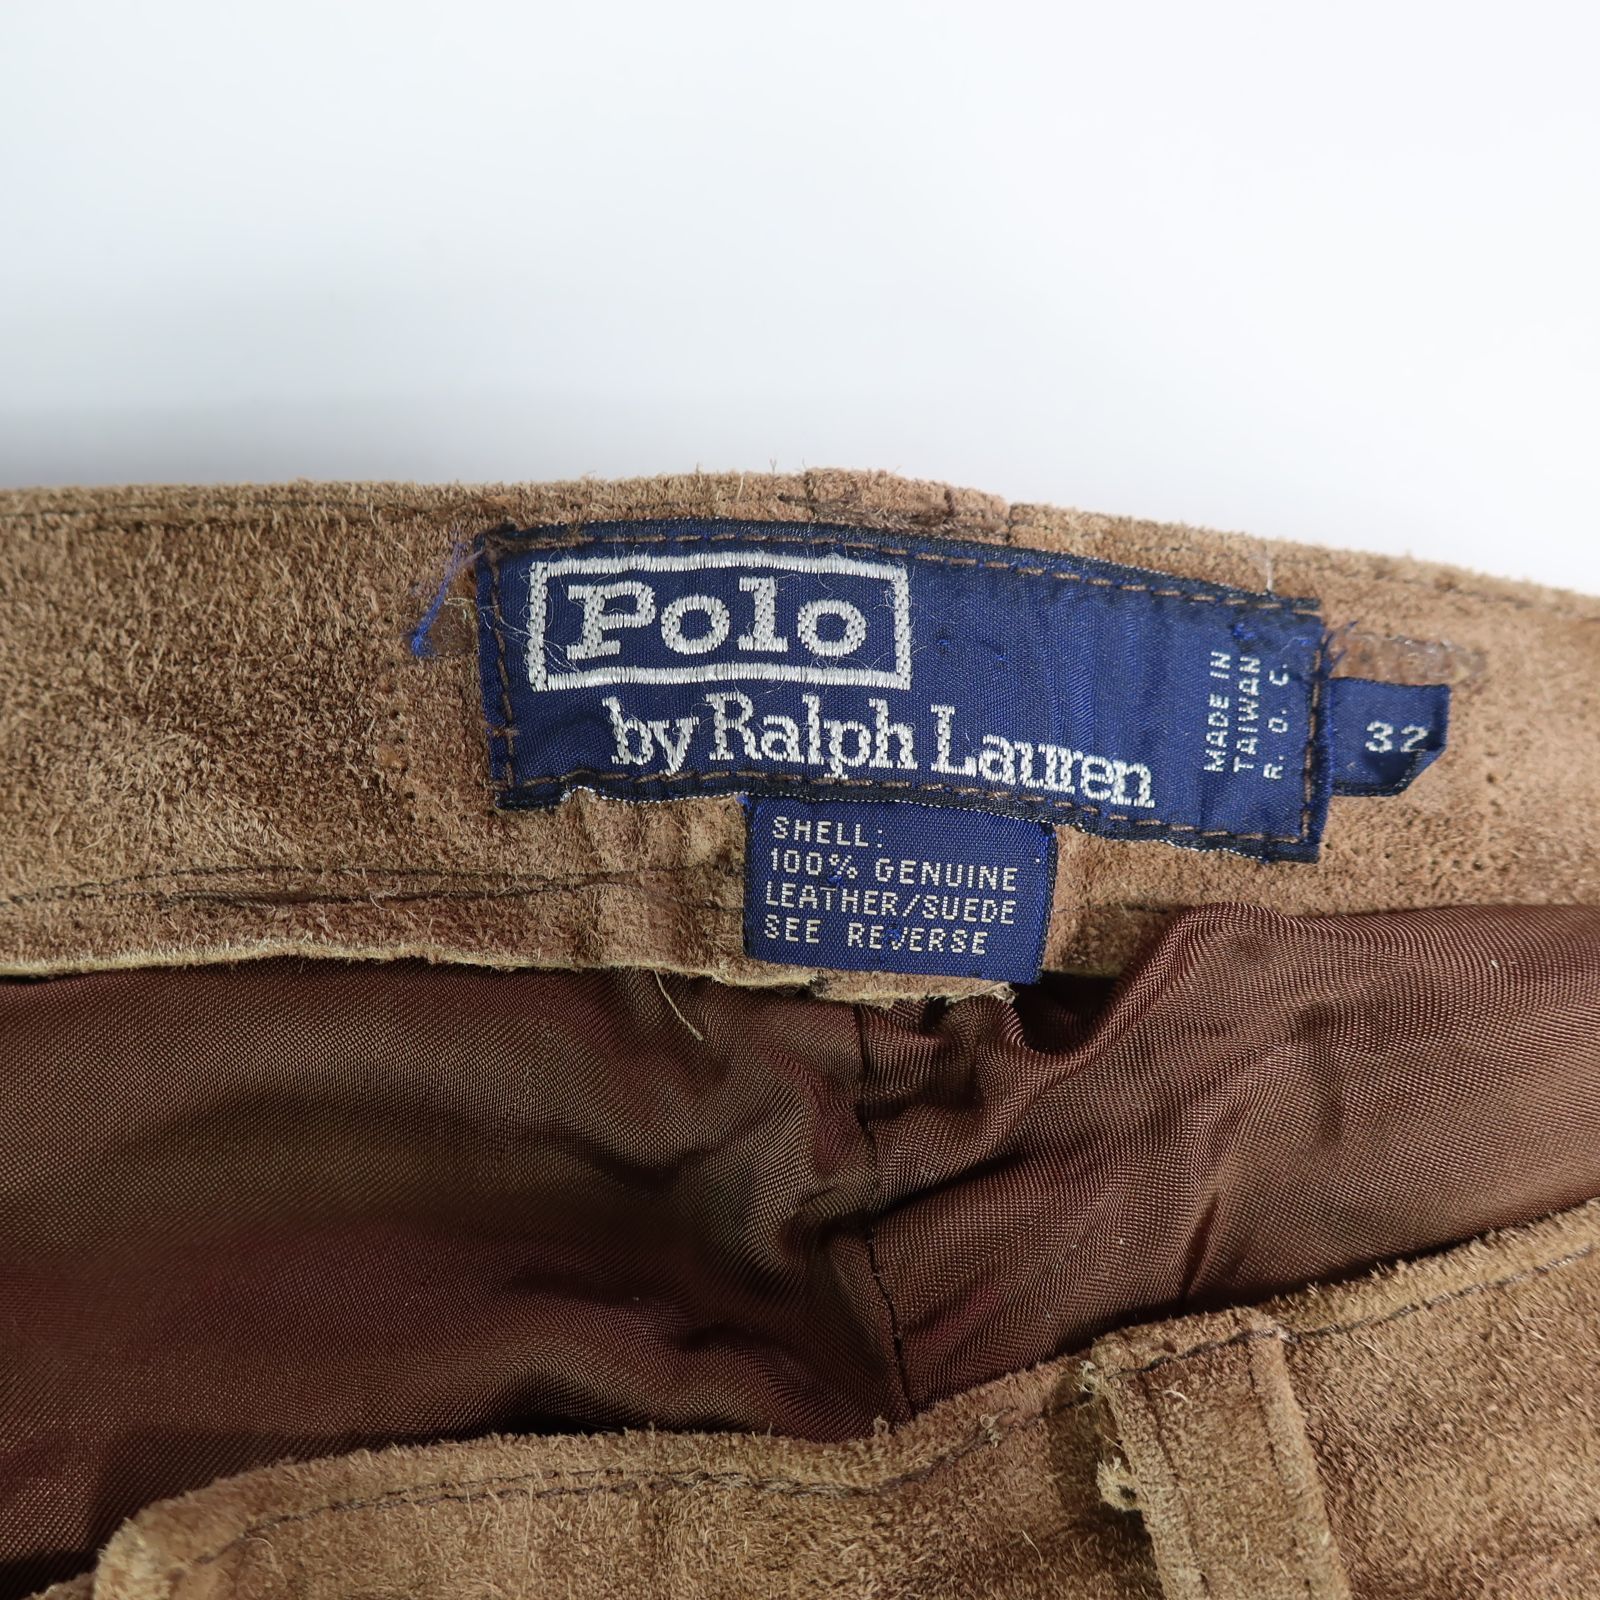 Polo
by Ralph Lauren
MADE IN
TAIWAN
R. O. C.
32
SHELL:
100% GENUINE
LEATHER/SUEDE
SEE REVERSE